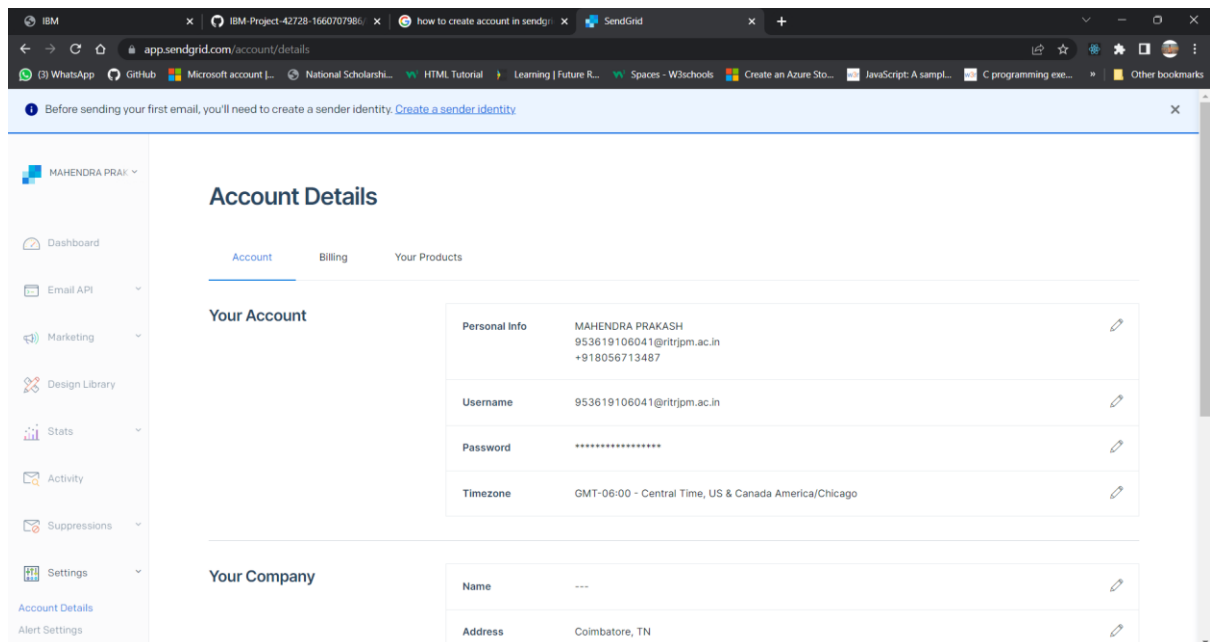 IBM
IBM-Project-42728-1660707986/
how to create account in sendgri
SendGrid
app.sendgrid.com/account/details
(3) WhatsApp
GitHub
Microsoft account |...
National Scholarshi...
HTML Tutorial
Learning | Future R...
Spaces - W3schools
Create an Azure Sto...
JavaScript: A sampl...
C programming exe...
»
Other bookmarks
Before sending your first email, you'll need to create a sender identity. Create a sender identity
MAHENDRA PRAK
Dashboard
Email API
Marketing
Design Library
Stats
Activity
Suppressions
Settings
Account Details
Alert Settings
Account Details
Account Billing Your Products
Your Account
Personal Info MAHENDRA PRAKASH
953619106041@ritrjpm.ac.in
+918056713487
Username 953619106041@ritrjpm.ac.in
Password *****************
Timezone GMT-06:00 - Central Time, US & Canada America/Chicago
Your Company
Name ---
Address Coimbatore, TN